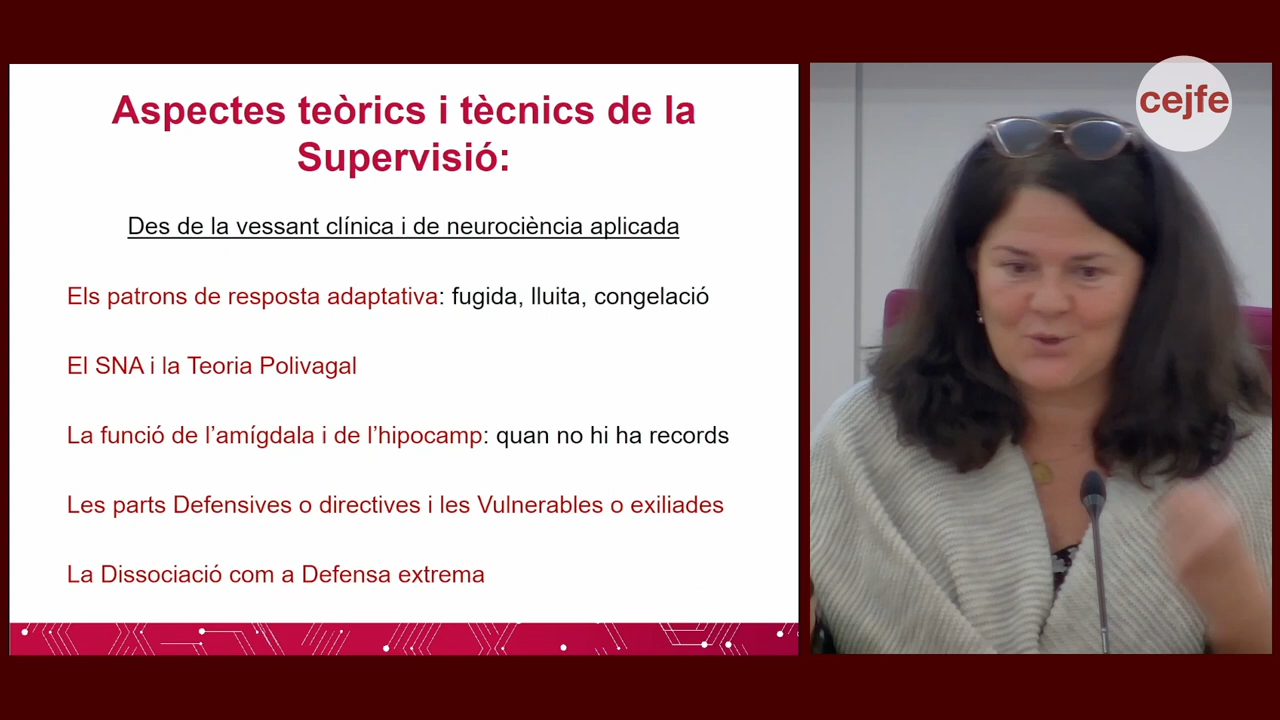 Aspectes teòrics i tècnics de la
Supervisió:
Des de la vessant clínica i de neurociència aplicada
Els patrons de resposta adaptativa: fugida, lluita, congelació
El SNA i la Teoria Polivagal
La funció de l’amígdala i de l’hipocamp: quan no hi ha records
Les parts Defensives o directives i les Vulnerables o exiliades
La Dissociació com a Defensa extrema
cejfe